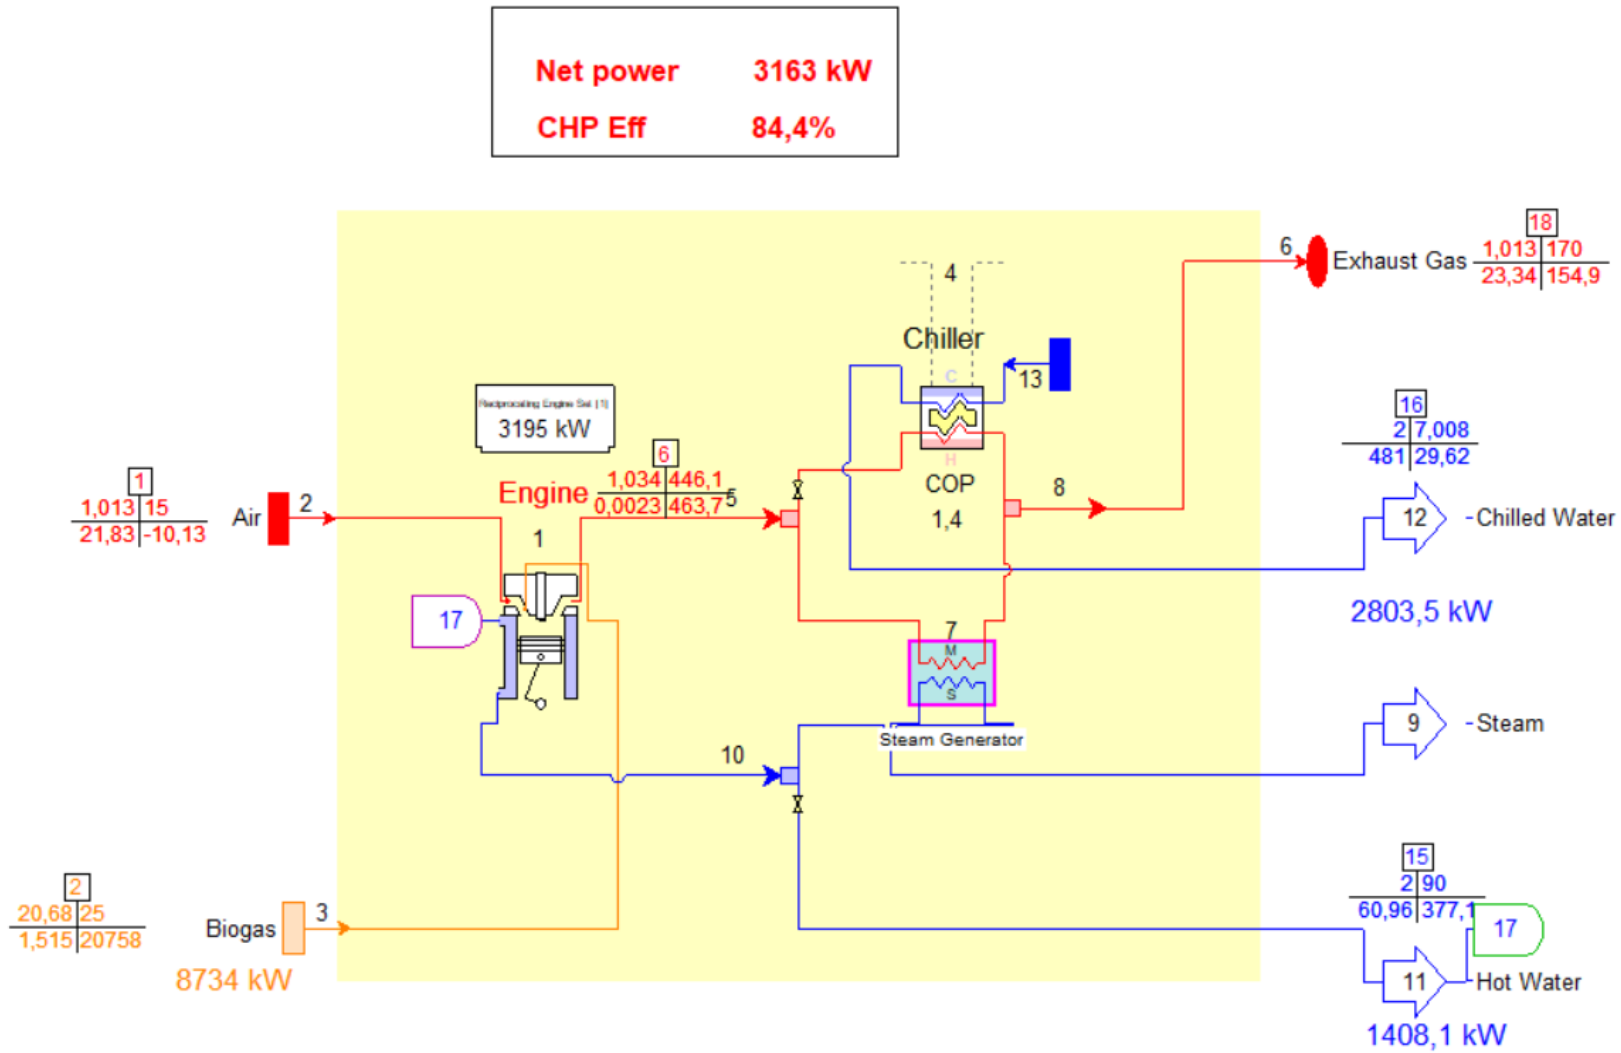 Net power 3163 kW
CHP Eff 84,4%
18
6
1,013 170
Exhaust Gas
23,34 154,9
4
Chiller
C
13
Reciprocating Engine Set [1]
3195 kW
16
2 7,008
481 29,62
6
1,034 446,1
H
COP
1,4
1
1,013 15
21,83 -10,13
Air
2
Engine
0,0023 463,7
5
8
12
-Chilled Water
1
17
2803,5 kW
7
M
S
Steam Generator
9
-Steam
10
15
2 90
60,96 377,1
2
20,68 25
1,515 20758
Biogas
3
17
8734 kW
11
-Hot Water
1408,1 kW